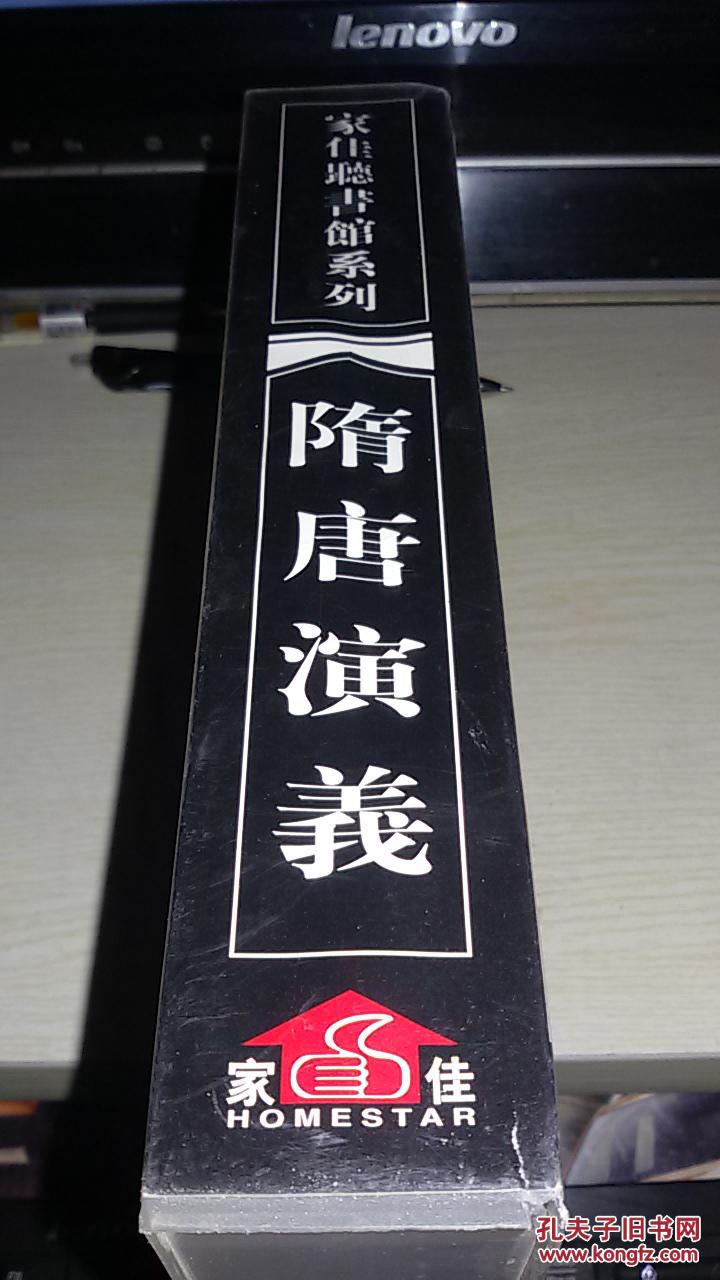 lenovo
家佳聽書館系列
隋唐演義
家佳
HOMESTAR
孔夫子旧书网
www.kongfz.com